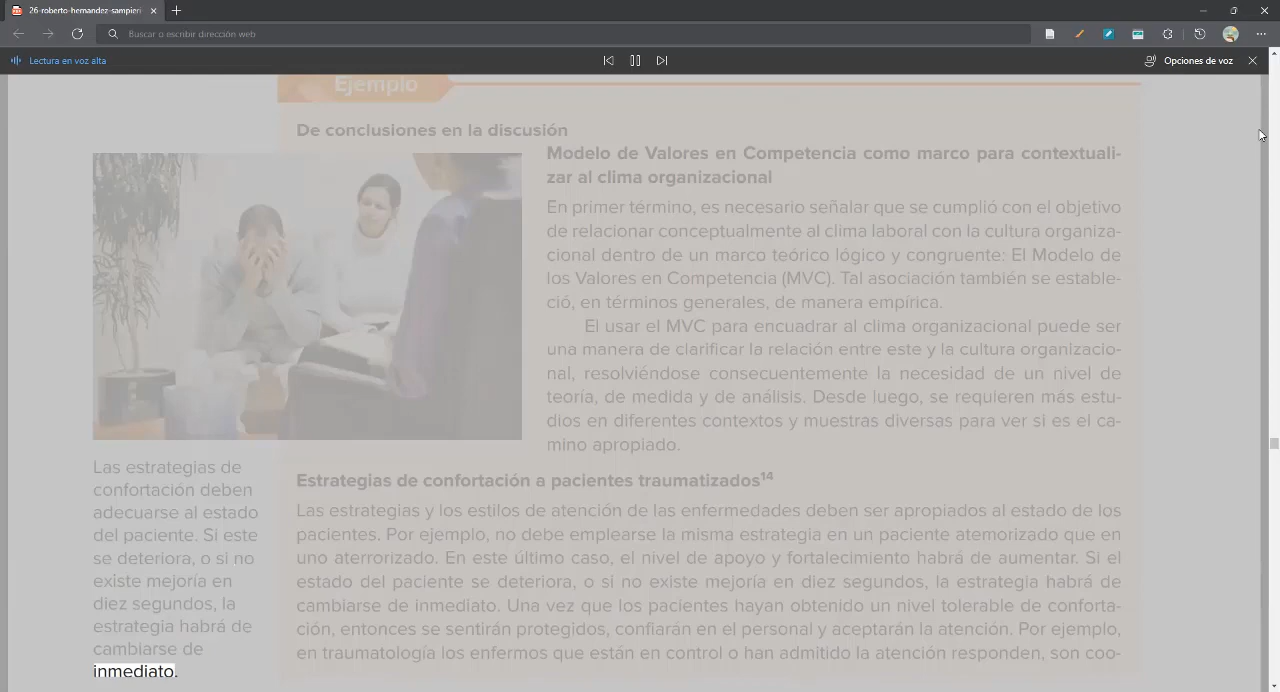 26-roberto-hernandez-sampieri
Buscar o escribir dirección web
Lectura en voz alta
Opciones de voz
Ejemplo
De conclusiones en la discusión
Modelo de Valores en Competencia como marco para contextuali-
zar al clima organizacional
En primer término, es necesario señalar que se cumplió con el objetivo
de relacionar conceptualmente al clima laboral con la cultura organiza-
cional dentro de un marco teórico lógico y congruente: El Modelo de
los Valores en Competencia (MVC). Tal asociación también se estable-
ció, en términos generales, de manera empírica.
El usar el MVC para encuadrar al clima organizacional puede ser
una manera de clarificar la relación entre este y la cultura organizacio-
nal, resolviéndose consecuentemente la necesidad de un nivel de
teoría, de medida y de análisis. Desde luego, se requieren más estu-
dios en diferentes contextos y muestras diversas para ver si es el ca-
mino apropiado.
Las estrategias de
confortación deben
adecuarse al estado
del paciente. Si este
se deteriora, o si no
existe mejoría en
diez segundos, la
estrategia habrá de
cambiarse de
inmediato.
Estrategias de confortación a pacientes traumatizados¹⁴
Las estrategias y los estilos de atención de las enfermedades deben ser apropiados al estado de los
pacientes. Por ejemplo, no debe emplearse la misma estrategia en un paciente atemorizado que en
uno aterrorizado. En este último caso, el nivel de apoyo y fortalecimiento habrá de aumentar. Si el
estado del paciente se deteriora, o si no existe mejoría en diez segundos, la estrategia habrá de
cambiarse de inmediato. Una vez que los pacientes hayan obtenido un nivel tolerable de conforta-
ción, entonces se sentirán protegidos, confiarán en el personal y aceptarán la atención. Por ejemplo,
en traumatología los enfermos que están en control o han admitido la atención responden, son coo-